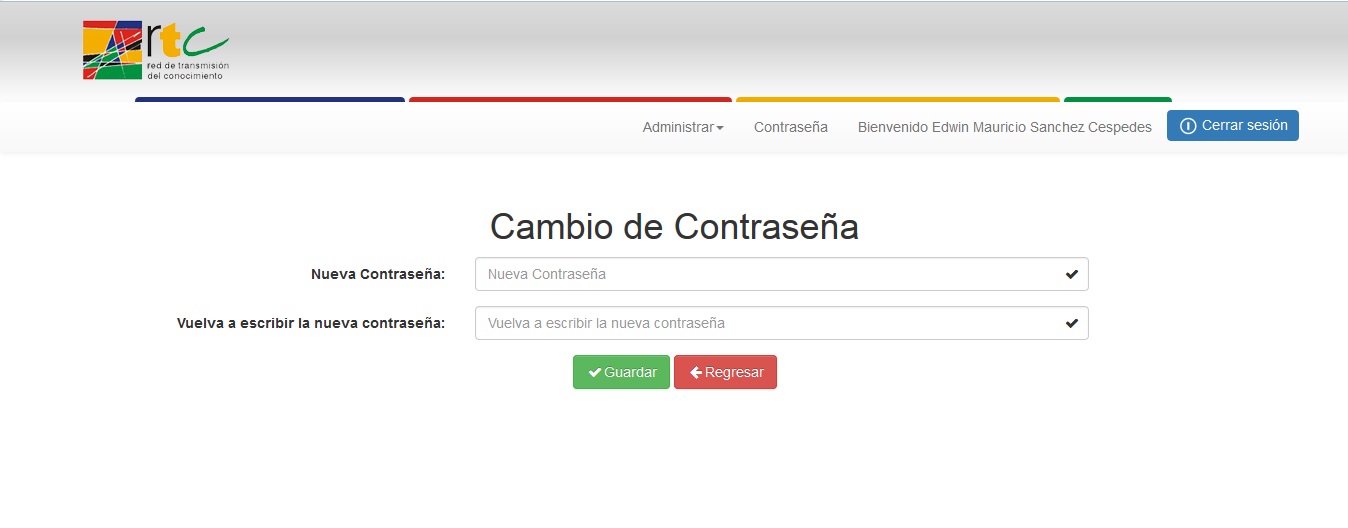 rtc
red de transmisión
del conocimiento
Administrar Contraseña Bienvenido Edwin Mauricio Sanchez Cespedes Cerrar sesión
Cambio de Contraseña
Nueva Contraseña: Nueva Contraseña
Vuelva a escribir la nueva contraseña: Vuelva a escribir la nueva contraseña
Guardar Regresar